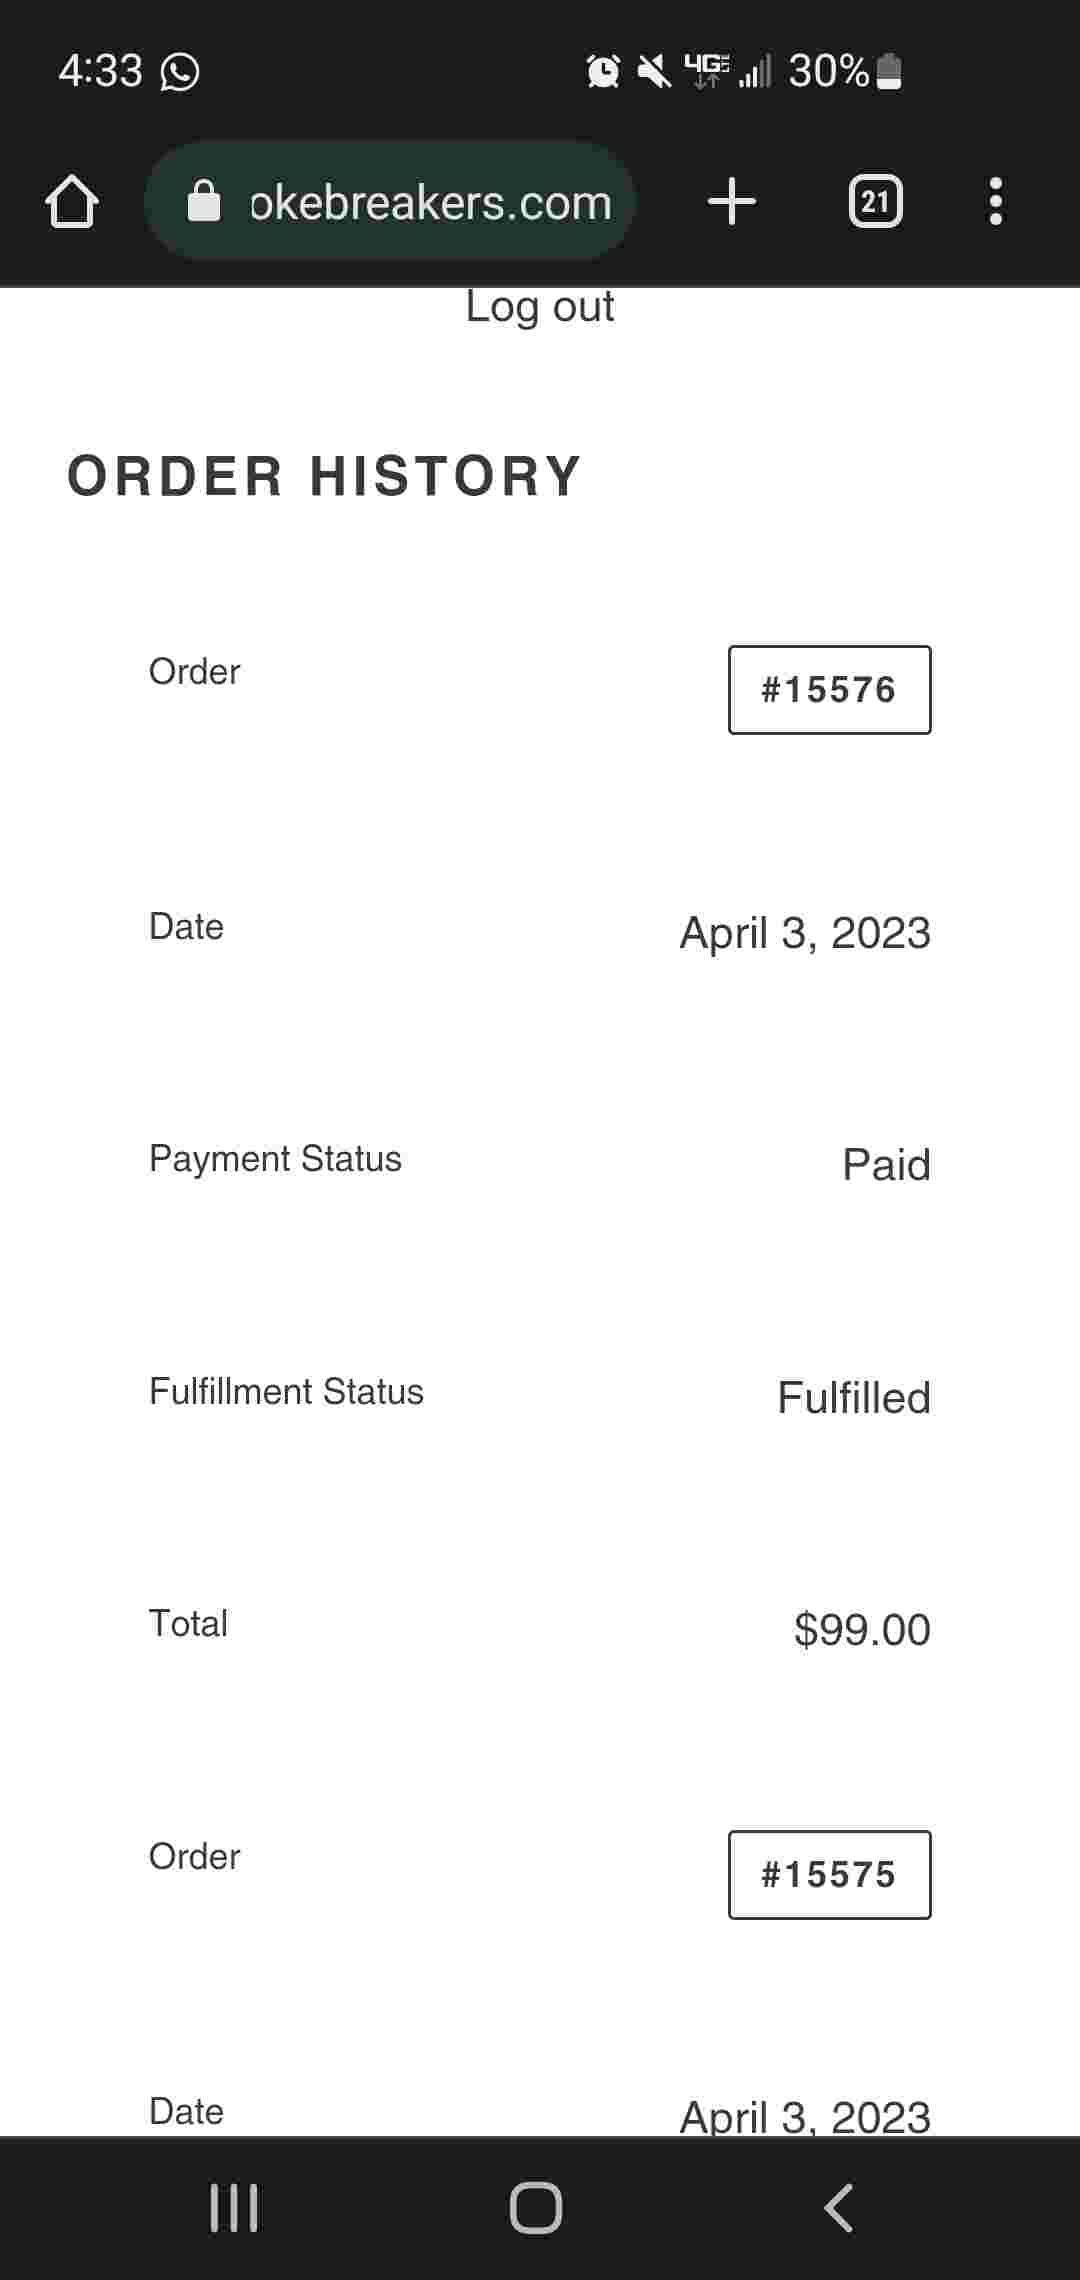 4:33 4G LTE 30%
okebreakers.com 21
Log out
ORDER HISTORY
Order #15576
Date April 3, 2023
Payment Status Paid
Fulfillment Status Fulfilled
Total $99.00
Order #15575
Date April 3, 2023